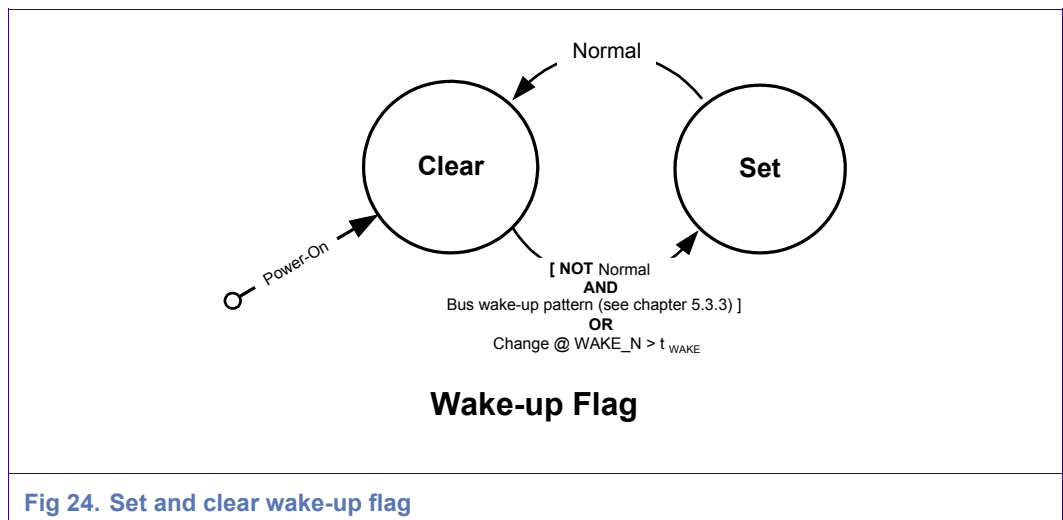 Normal
Clear
Set
Power-On
[ NOT Normal
AND
Bus wake-up pattern (see chapter 5.3.3) ]
OR
Change @ WAKE_N > t WAKE
Wake-up Flag
Fig 24. Set and clear wake-up flag